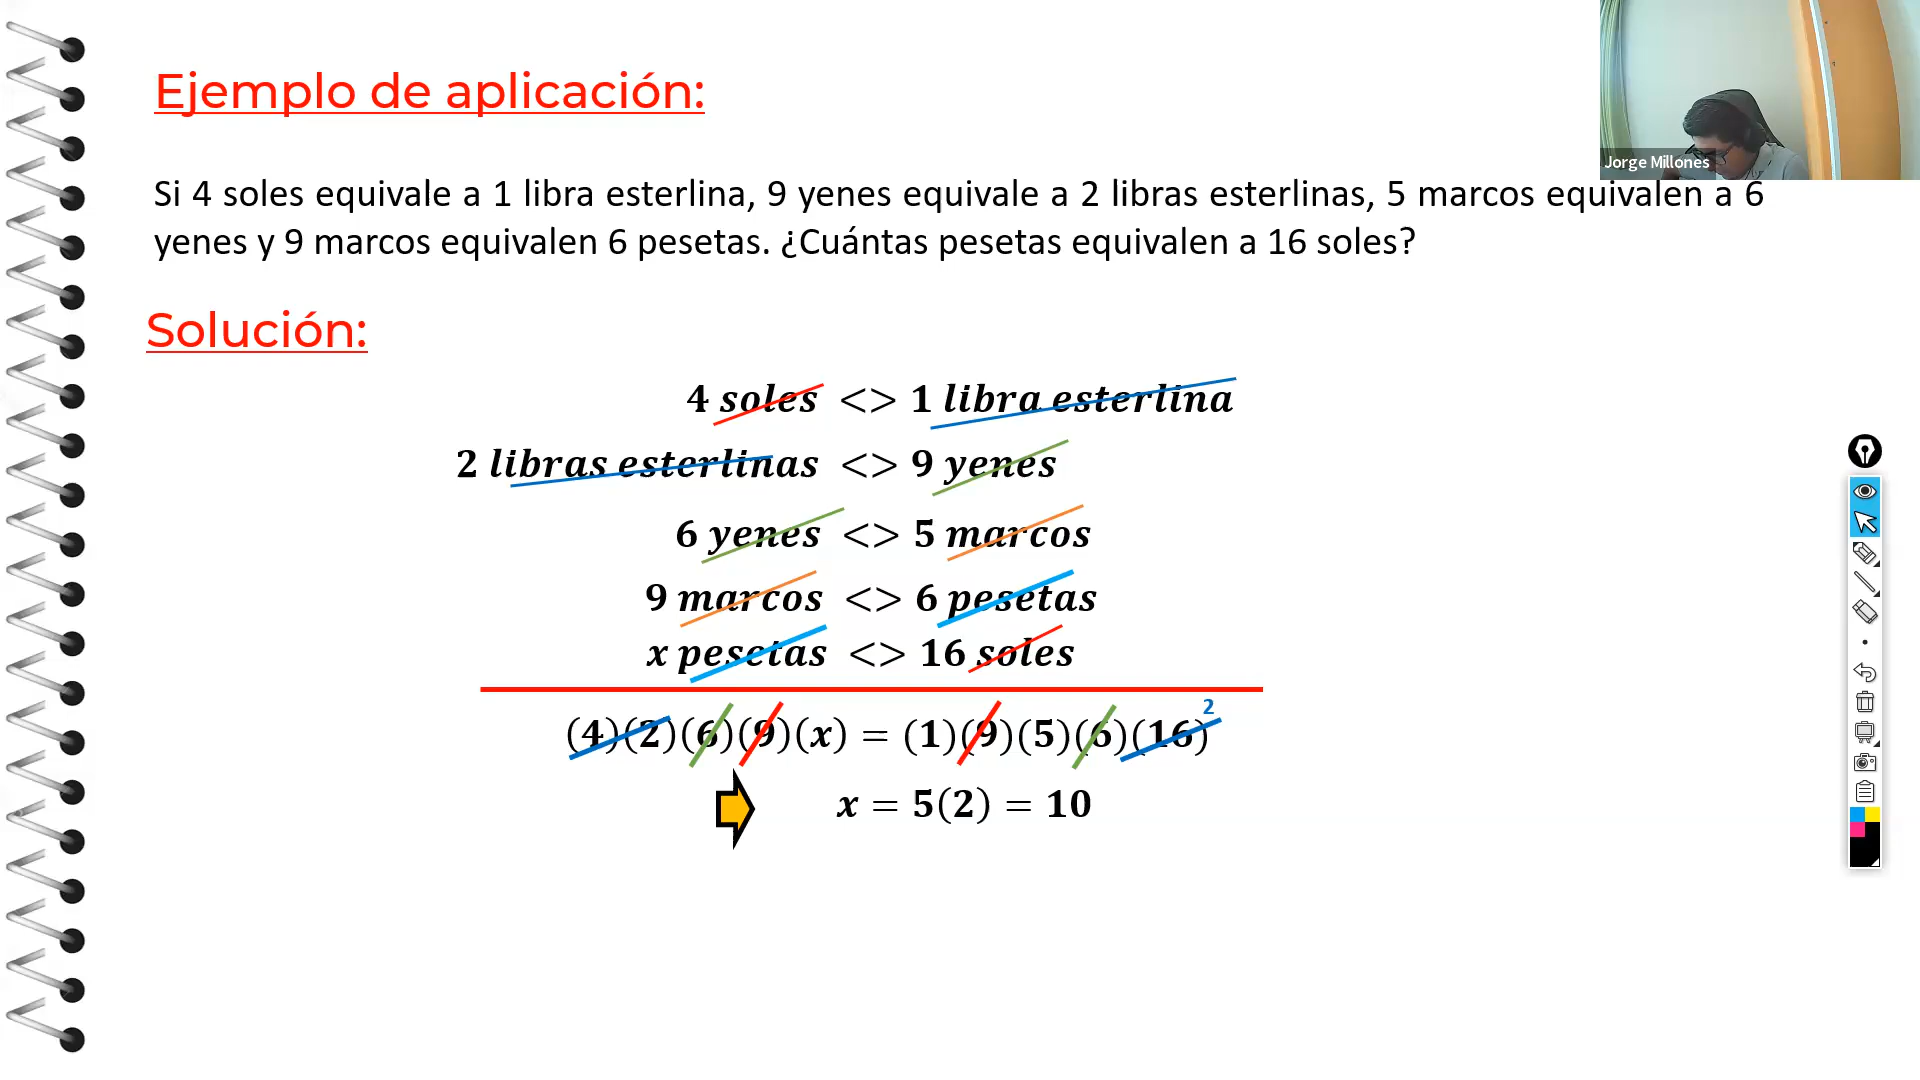 Ejemplo de aplicación:
Jorge Millones
Si 4 soles equivale a 1 libra esterlina, 9 yenes equivale a 2 libras esterlinas, 5 marcos equivalen a 6
yenes y 9 marcos equivalen 6 pesetas. ¿Cuántas pesetas equivalen a 16 soles?
Solución:
4 soles <> 1 libra esterlina
2 libras esterlinas <> 9 yenes
6 yenes <> 5 marcos
9 marcos <> 6 pesetas
x pesetas <> 16 soles
2
(4)(2)(6)(9)(x) = (1)(9)(5)(6)(16)
x = 5(2) = 10